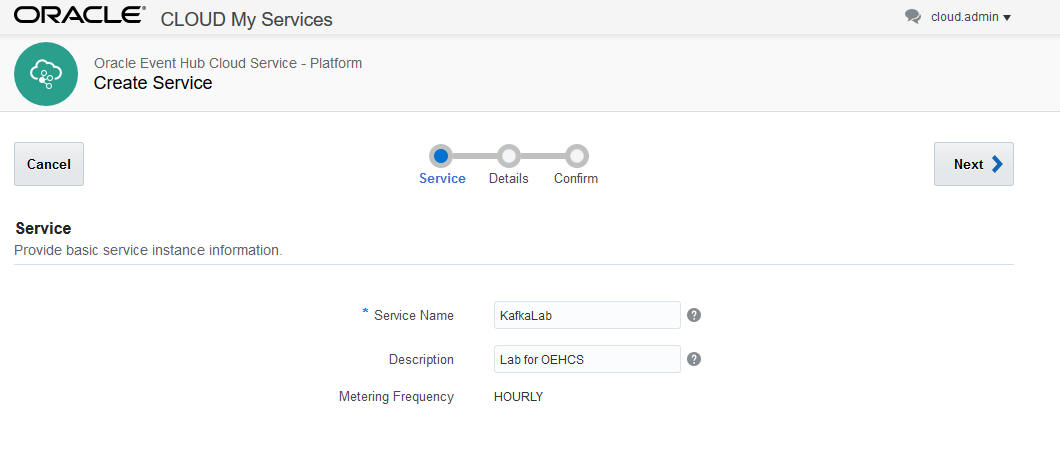 ORACLE® CLOUD My Services cloud.admin
Oracle Event Hub Cloud Service - Platform
Create Service
Cancel
Next
Service Details Confirm
Service
Provide basic service instance information.
* Service Name KafkaLab ?
Description Lab for OEHCS ?
Metering Frequency HOURLY